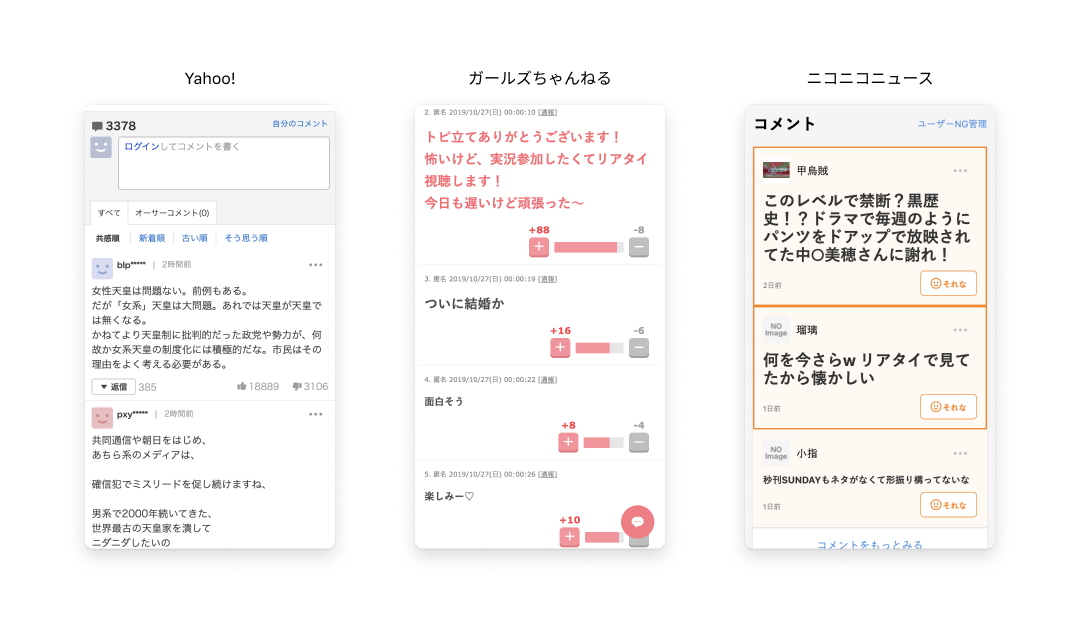 Yahoo!
3378
自分のコメント
ログインしてコメントを書く
すべて オーサーコメント(0)
共感順 新着順 古い順 そう思う順
blp***** | 2時間前
女性天皇は問題ない。前例もある。
だが「女系」天皇は大問題。あれでは天皇が天皇で
は無くなる。
かねてより天皇制に批判的だった政党や勢力が、何
故か女系天皇の制度化には積極的だな。市民はその
理由をよく考える必要がある。
返信 385 18889 3106
pxy***** | 2時間前
共同通信や朝日をはじめ、
あちら系のメディアは、
確信犯でミスリードを促し続けますね、
男系で2000年続いてきた、
世界最古の天皇家を潰して
ニダニダしたいの
ガールズちゃんねる
2. 匿名 2019/10/27(日) 00:00:10 [通報]
トピ立てありがとうございます!
怖いけど、実況参加したくてリアタイ
視聴します!
今日も遅いけど頑張った〜
+88 -8
3. 匿名 2019/10/27(日) 00:00:19 [通報]
ついに結婚か
+16 -6
4. 匿名 2019/10/27(日) 00:00:22 [通報]
面白そう
+8 -4
5. 匿名 2019/10/27(日) 00:00:26 [通報]
楽しみー♡
+10
ニコニコニュース
コメント ユーザーNG管理
甲烏賊
このレベルで禁断?黒歴
史!?ドラマで毎週のように
パンツをドアップで放映され
てた中〇美穂さんに謝れ!
2日前 それな
NO
Image
瑠璃
何を今さらw リアタイで見て
たから懐かしい
1日前 それな
NO
Image
小指
秒刊SUNDAYもネタがなくて形振り構ってないな
1日前 それな
コメントをもっとみる